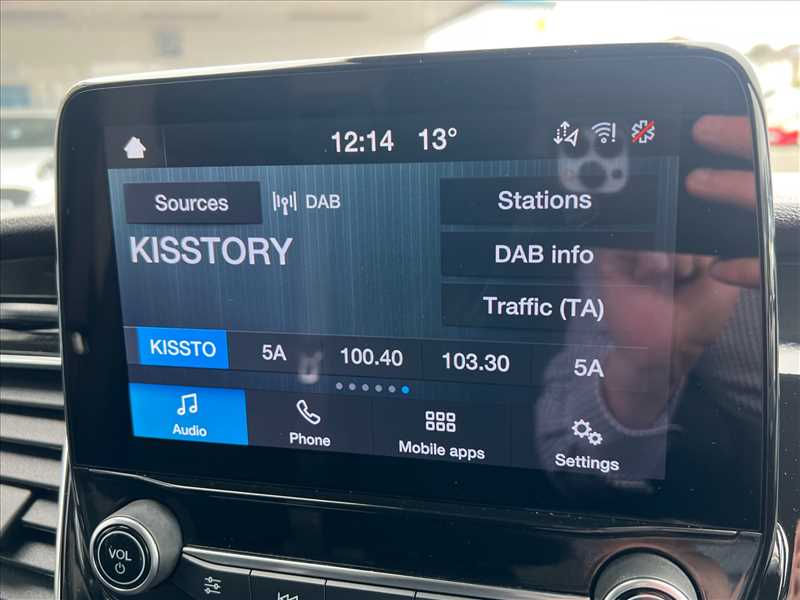 12:14 13°
Sources DAB Stations
KISSTORY
DAB info
Traffic (TA)
KISSTO 5A 100.40 103.30 5A
Audio Phone Mobile apps Settings
VOL